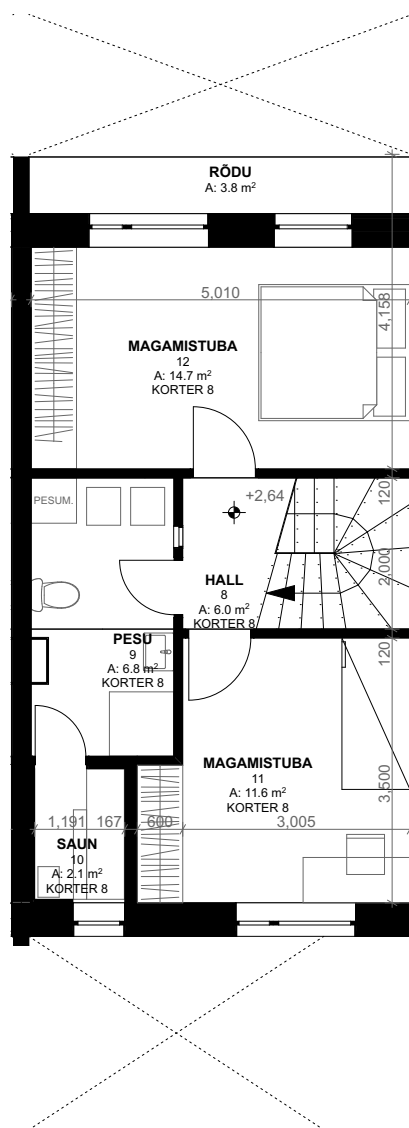 RÕDU
A: 3.8 m²
5,010
4,158
MAGAMISTUBA
12
A: 14.7 m²
KORTER 8
120
PESUM.
+2,64
2,000
HALL
8
A: 6.0 m²
KORTER 8
PESU
9
A: 6.8 m²
KORTER 8
120
MAGAMISTUBA
11
A: 11.6 m²
KORTER 8
3,500
1,191 167 600 3,005
SAUN
10
A: 2.1 m²
KORTER 8